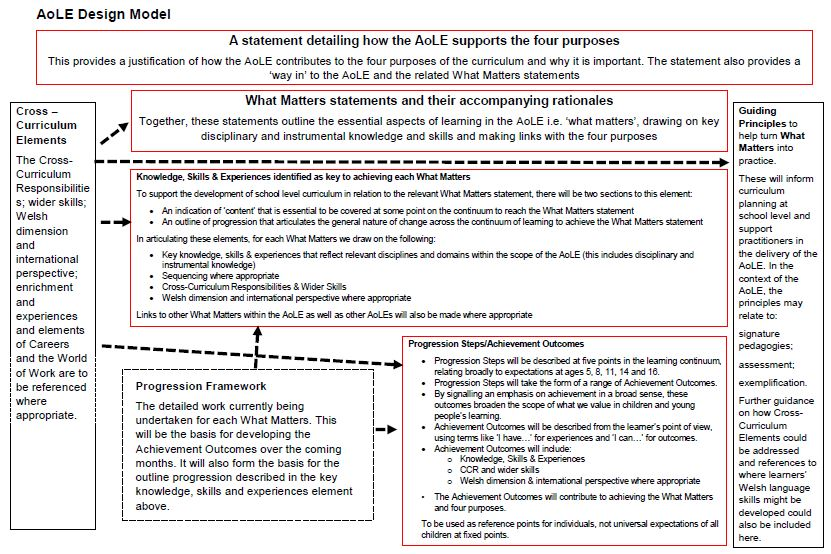 AoLE Design Model
A statement detailing how the AoLE supports the four purposes
This provides a justification of how the AoLE contributes to the four purposes of the curriculum and why it is important. The statement also provides a
'way in' to the AoLE and the related What Matters statements
Cross –
Curriculum
Elements
The Cross-
Curriculum
Responsibilitie
s; wider skills;
Welsh
dimension
and
international
perspective;
enrichment
and
experiences
and elements
of Careers
and the World
of Work are to
be referenced
where
appropriate.
What Matters statements and their accompanying rationales
Together, these statements outline the essential aspects of learning in the AoLE i.e. 'what matters', drawing on key
disciplinary and instrumental knowledge and skills and making links with the four purposes
Knowledge, Skills & Experiences identified as key to achieving each What Matters
To support the development of school level curriculum in relation to the relevant What Matters statement, there will be two sections to this element:
• An indication of 'content' that is essential to be covered at some point on the continuum to reach the What Matters statement
• An outline of progression that articulates the general nature of change across the continuum of learning to achieve the What Matters statement
In articulating these elements, for each What Matters we draw on the following:
• Key knowledge, skills & experiences that reflect relevant disciplines and domains within the scope of the AoLE (this includes disciplinary and
instrumental knowledge)
• Sequencing where appropriate
• Cross-Curriculum Responsibilities & Wider Skills
• Welsh dimension and international perspective where appropriate
Links to other What Matters within the AoLE as well as other AoLEs will also be made where appropriate
Progression Framework
The detailed work currently being
undertaken for each What Matters. This
will be the basis for developing the
Achievement Outcomes over the coming
months. It will also form the basis for the
outline progression described in the key
knowledge, skills and experiences element
above.
Progression Steps/Achievement Outcomes
• Progression Steps will be described at five points in the learning continuum,
relating broadly to expectations at ages 5, 8, 11, 14 and 16.
• Progression Steps will take the form of a range of Achievement Outcomes.
• By signalling an emphasis on achievement in a broad sense, these
outcomes broaden the scope of what we value in children and young
people's learning.
• Achievement Outcomes will be described from the learner's point of view,
using terms like 'I have…' for experiences and 'I can…' for outcomes.
• Achievement Outcomes will include:
o Knowledge, Skills & Experiences
o CCR and wider skills
o Welsh dimension & international perspective where appropriate
• The Achievement Outcomes will contribute to achieving the What Matters
and four purposes.
To be used as reference points for individuals, not universal expectations of all
children at fixed points.
Guiding
Principles to
help turn What
Matters into
practice.
These will inform
curriculum
planning at
school level and
support
practitioners in
the delivery of the
AoLE. In the
context of the
AoLE, the
principles may
relate to:
signature
pedagogies;
assessment;
exemplification.
Further guidance
on how Cross-
Curriculum
Elements could
be addressed
and references to
where learners'
Welsh language
skills might be
developed could
also be included
here.